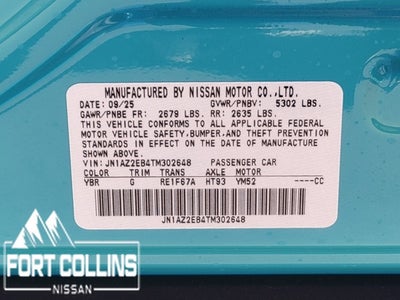 MANUFACTURED BY NISSAN MOTOR CO.,LTD.
DATE: 09/25 GVWR/PNBV: 5302 LBS.
GAWR/PNBE FR: 2679 LBS. RR: 2635 LBS.
THIS VEHICLE CONFORMS TO ALL APPLICABLE FEDERAL
MOTOR VEHICLE SAFETY,BUMPER,AND THEFT PREVENTION
STANDARDS IN EFFECT ON THE DATE OF MANUFACTURE
SHOWN ABOVE.
VIN: JN1AZ2EB4TM302648 PASSENGER CAR
COLOR TRIM TRANS AXLE MOTOR
YBR G RE1F67A HT93 YM52 ----CC
JN1AZ2EB4TM302648
FORT COLLINS
NISSAN